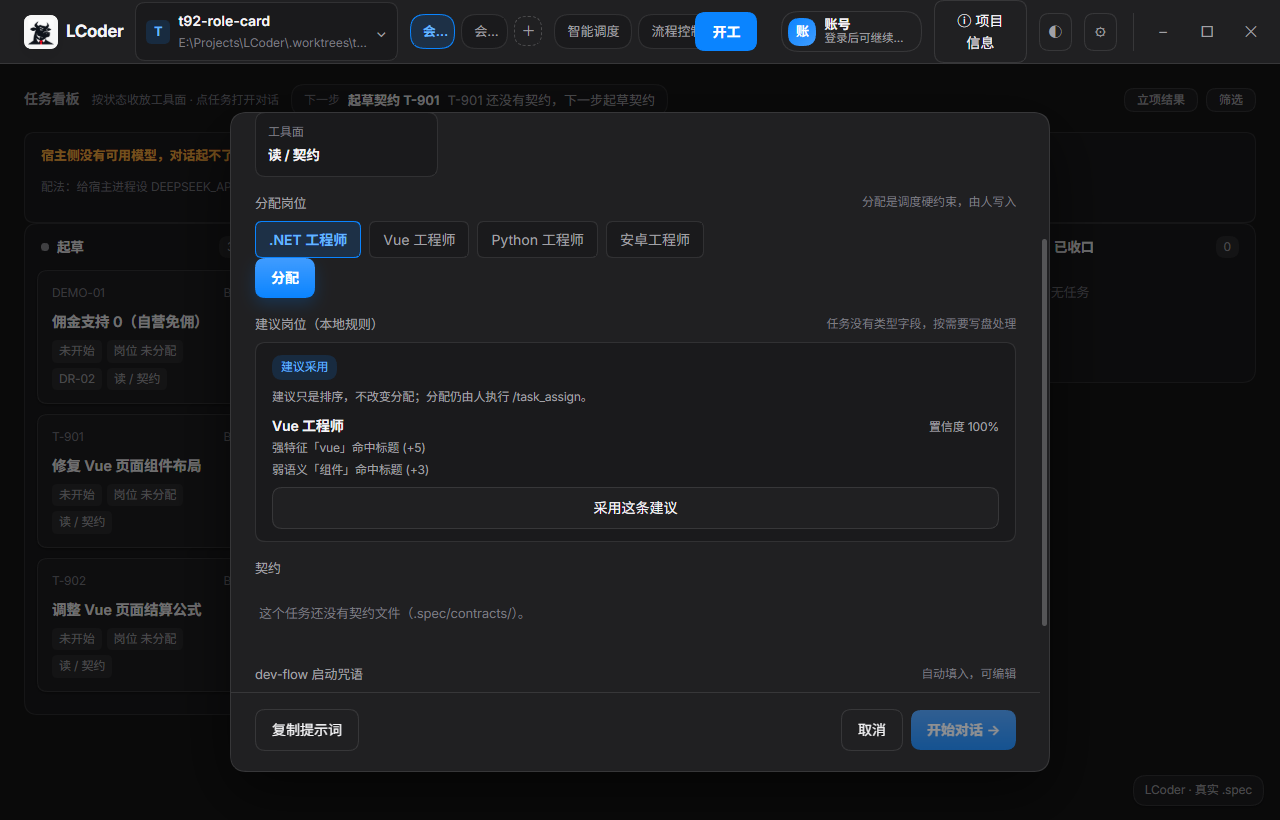 LCoder
T
t92-role-card
E:\Projects\LCoder\.worktrees\t...
会...
会...
+
智能调度
流程控制
开工
账
账号
登录后可继续...
项目
信息
任务看板
按状态收放工具面 · 点任务打开对话
下一步 起草契约 T-901 T-901 还没有契约，下一步起草契约
立项结果
筛选
宿主侧没有可用模型，对话起不了
配法：给宿主进程设 DEEPSEEK_AP
起草
DEMO-01
佣金支持 0（自营免佣）
未开始
岗位 未分配
DR-02
读 / 契约
T-901
修复 Vue 页面组件布局
未开始
岗位 未分配
读 / 契约
T-902
调整 Vue 页面结算公式
未开始
岗位 未分配
读 / 契约
已收口
0
无任务
工具面
读 / 契约
分配岗位
分配是调度硬约束，由人写入
.NET 工程师
Vue 工程师
Python 工程师
安卓工程师
分配
建议岗位（本地规则）
任务没有类型字段，按需要写盘处理
建议采用
建议只是排序，不改变分配；分配仍由人执行 /task_assign。
Vue 工程师
置信度 100%
强特征「vue」命中标题 (+5)
弱语义「组件」命中标题 (+3)
采用这条建议
契约
这个任务还没有契约文件（.spec/contracts/）。
dev-flow 启动咒语
自动填入，可编辑
复制提示词
取消
开始对话 →
LCoder · 真实 .spec